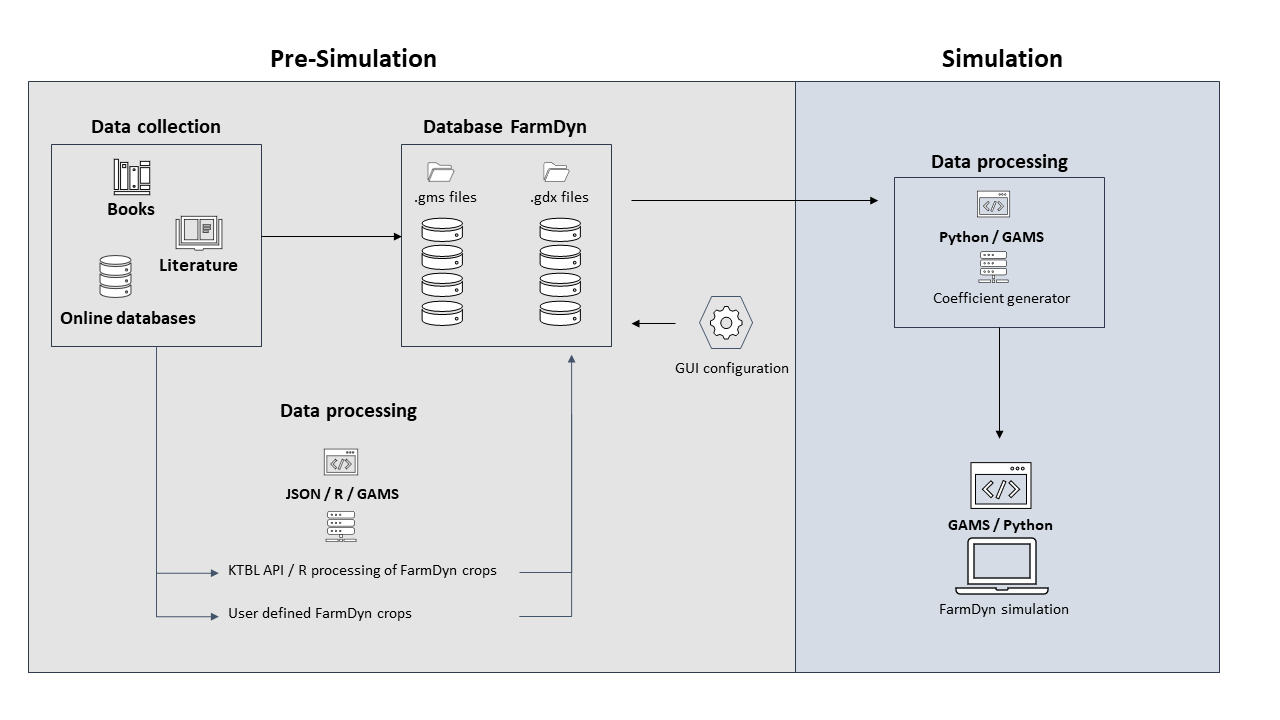 Pre-Simulation
Simulation
Data collection
Books
Literature
Online databases
Database FarmDyn
.gms files
.gdx files
GUI configuration
Data processing
JSON / R / GAMS
KTBL API / R processing of FarmDyn crops
User defined FarmDyn crops
Data processing
Python / GAMS
Coefficient generator
GAMS / Python
FarmDyn simulation